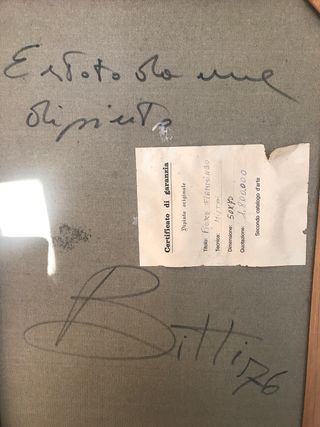 E stato da me
dipinto
Certificato di garanzia
Dipinto originale
Titolo: FIORE
Tecnica:
Dimensione: 50X70
Quotazione: 1.800.000
Secondo catalogo d'arte
76